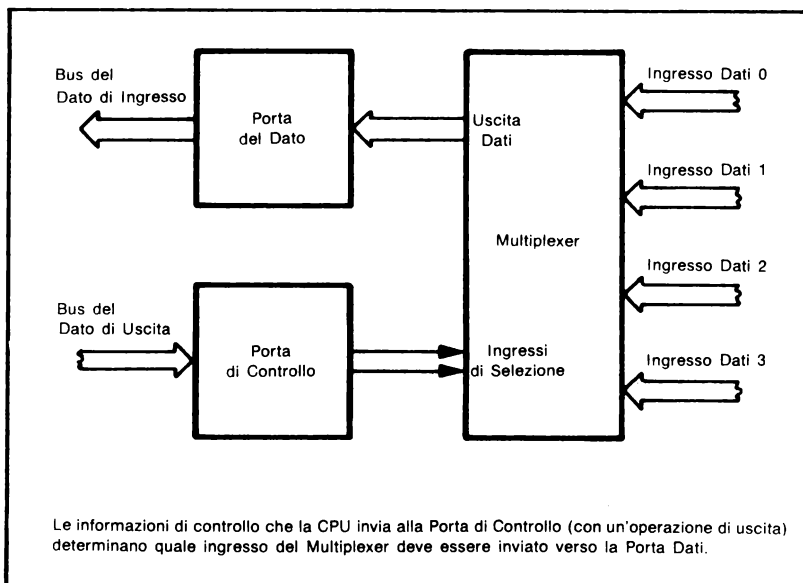 Bus del
Dato di Ingresso
Porta
del Dato
Uscita
Dati
Ingresso Dati 0
Ingresso Dati 1
Multiplexer
Ingresso Dati 2
Bus del
Dato di Uscita
Porta
di Controllo
Ingressi
di Selezione
Ingresso Dati 3
Le informazioni di controllo che la CPU invia alla Porta di Controllo (con un'operazione di uscita)
determinano quale ingresso del Multiplexer deve essere inviato verso la Porta Dati.